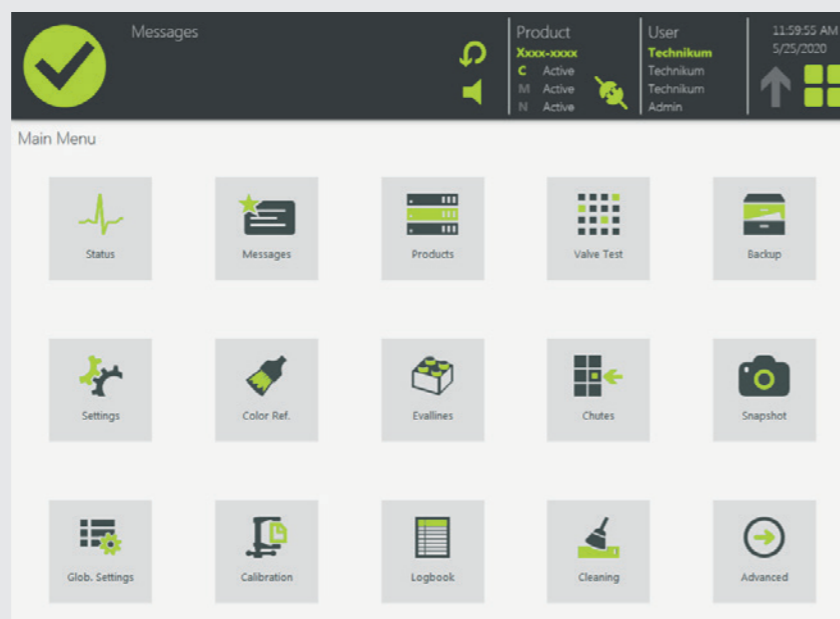 Messages
Product
Xxxx-xxxx
C Active
M Active
N Active
User
Technikum
Technikum
Technikum
Admin
11:59:55 AM
5/25/2020
Main Menu
Status
Messages
Products
Valve Test
Backup
Settings
Color Ref.
Evallines
Chutes
Snapshot
Glob. Settings
Calibration
Logbook
Cleaning
Advanced